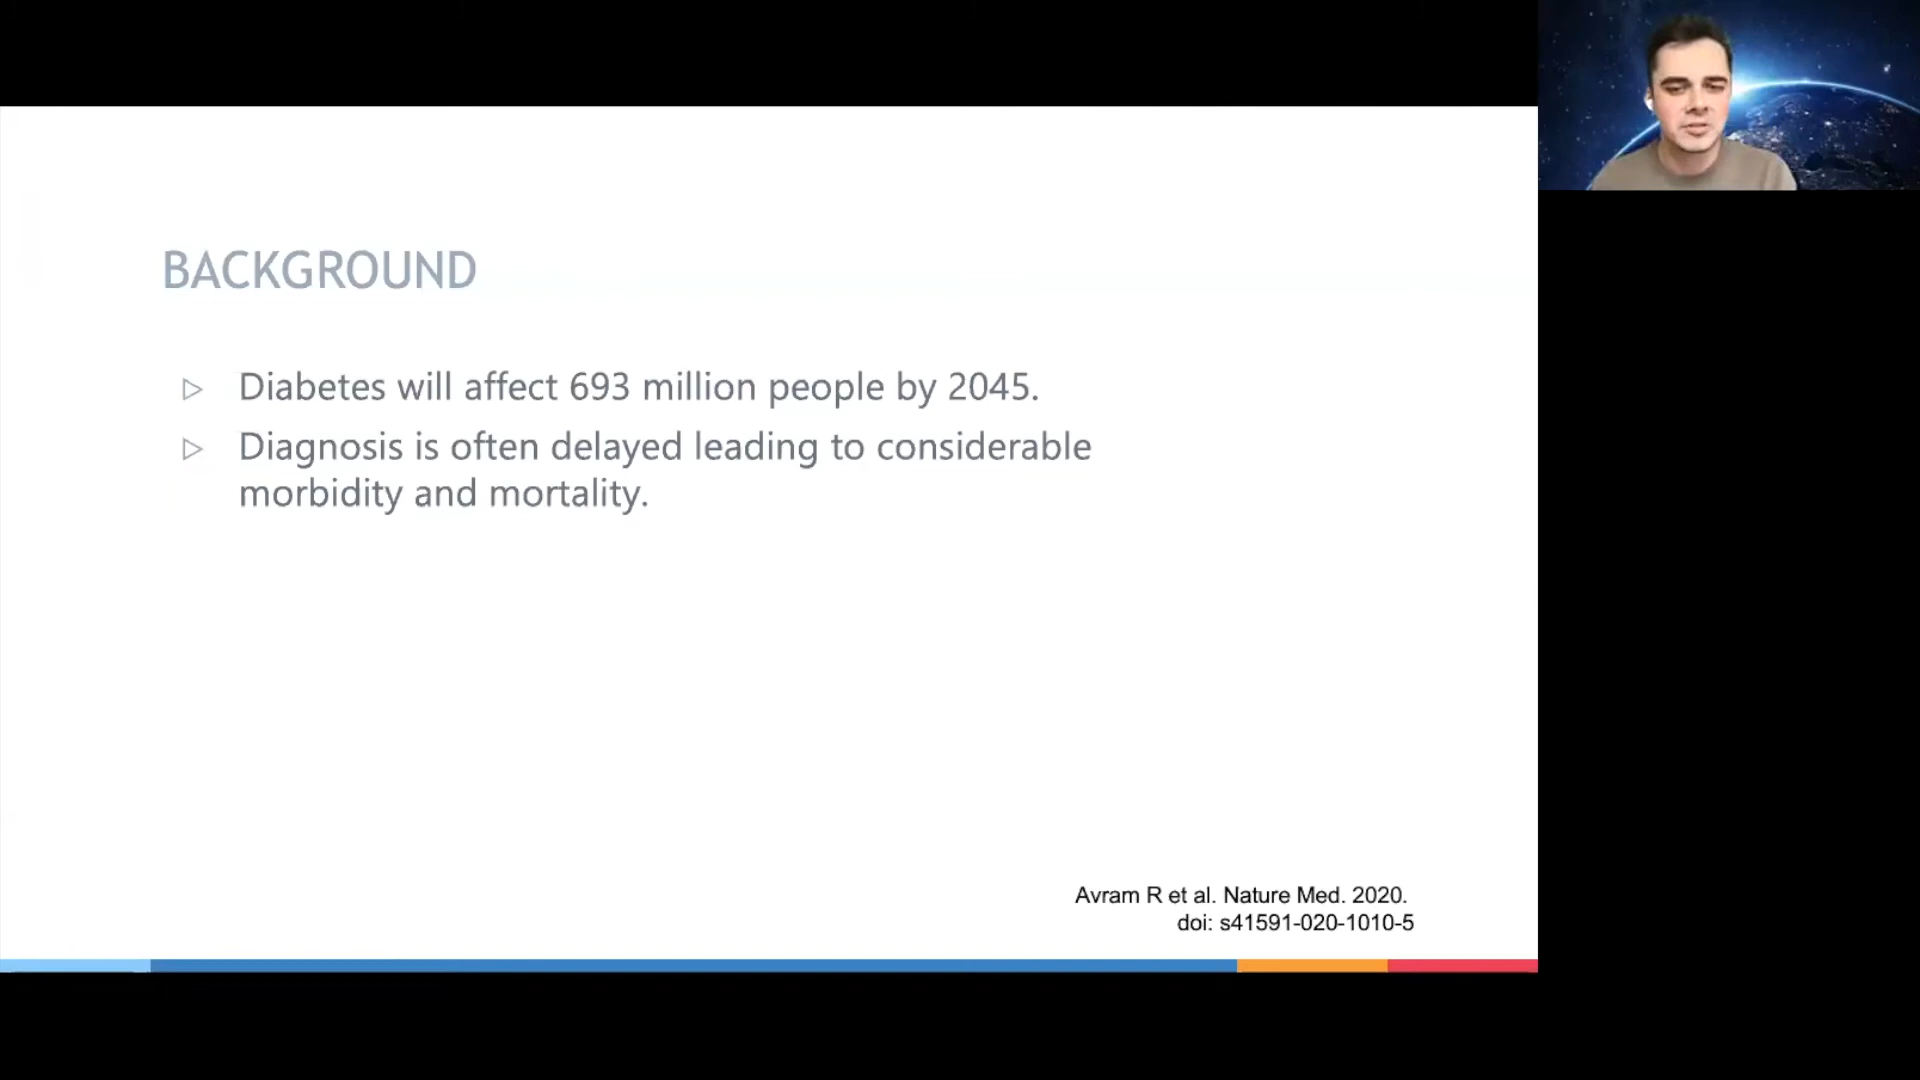 BACKGROUND
Diabetes will affect 693 million people by 2045.
Diagnosis is often delayed leading to considerable
morbidity and mortality.
Avram R et al. Nature Med. 2020.
doi: s41591-020-1010-5